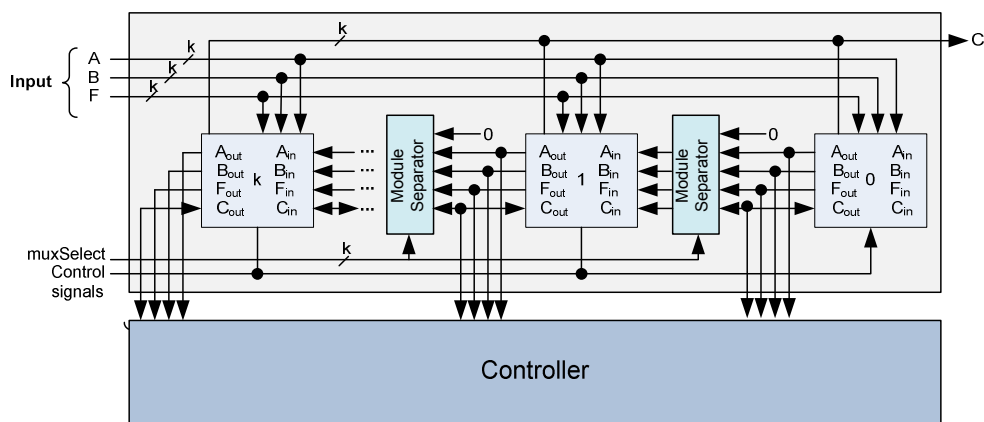 k
C
k
A
Input
k
B
k
F
0
0
A_out A_in ... A_out A_in A_out A_in
B_out k B_in ... Module Separator B_out 1 B_in Module Separator B_out 0 B_in
F_out F_in ... F_out F_in F_out F_in
C_out C_in ... C_out C_in C_out C_in
muxSelect
k
Control
signals
Controller